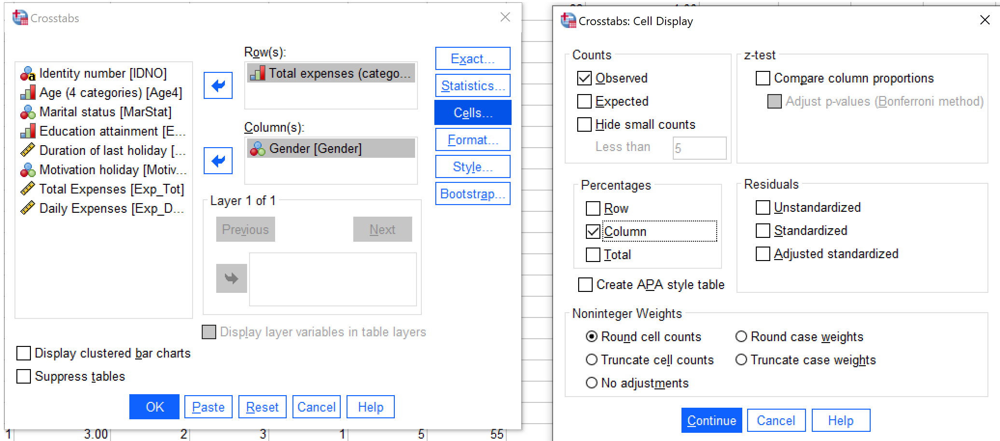 Crosstabs
Identity number [IDNO]
Age (4 categories) [Age4]
Marital status [MarStat]
Education attainment [E...
Duration of last holiday [...
Motivation holiday [Motiv...
Total Expenses [Exp_Tot]
Daily Expenses [Exp_D...
Row(s):
Total expenses (catego...
Column(s):
Gender [Gender]
Layer 1 of 1
Previous
Next
Display layer variables in table layers
Exact...
Statistics...
Cells...
Format...
Style...
Bootstrap...
Display clustered bar charts
Suppress tables
OK
Paste
Reset
Cancel
Help
1 3.00 2 3 1 5 55
Crosstabs: Cell Display
Counts
Observed
Expected
Hide small counts
Less than 5
z-test
Compare column proportions
Adjust p-values (Bonferroni method)
Percentages
Row
Column
Total
Create APA style table
Residuals
Unstandardized
Standardized
Adjusted standardized
Noninteger Weights
Round cell counts
Round case weights
Truncate cell counts
Truncate case weights
No adjustments
Continue
Cancel
Help